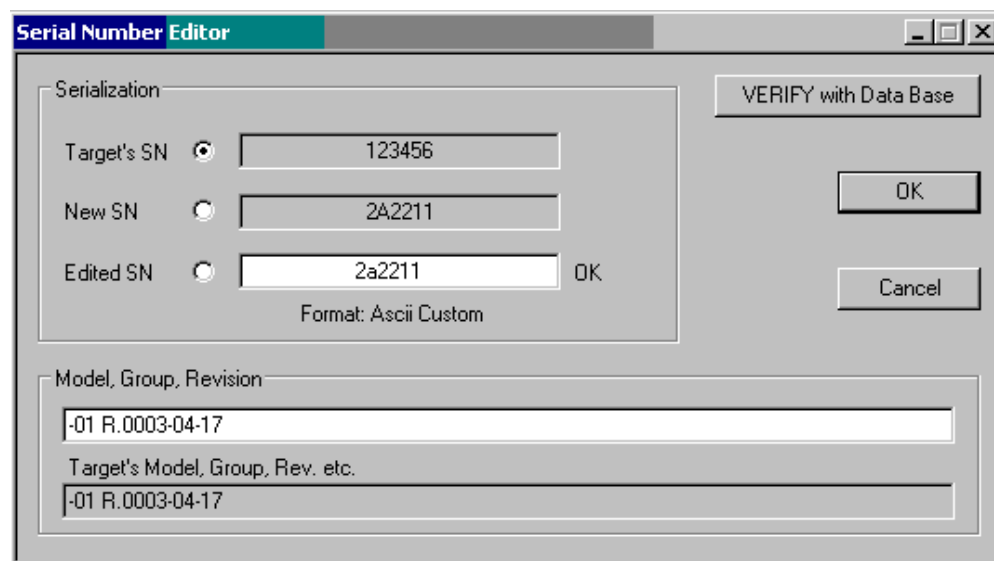 Serial Number Editor
Serialization
VERIFY with Data Base
Target's SN 123456
OK
New SN 2A2211
Edited SN 2a2211 OK
Cancel
Format: Ascii Custom
Model, Group, Revision
-01 R.0003-04-17
Target's Model, Group, Rev. etc.
-01 R.0003-04-17